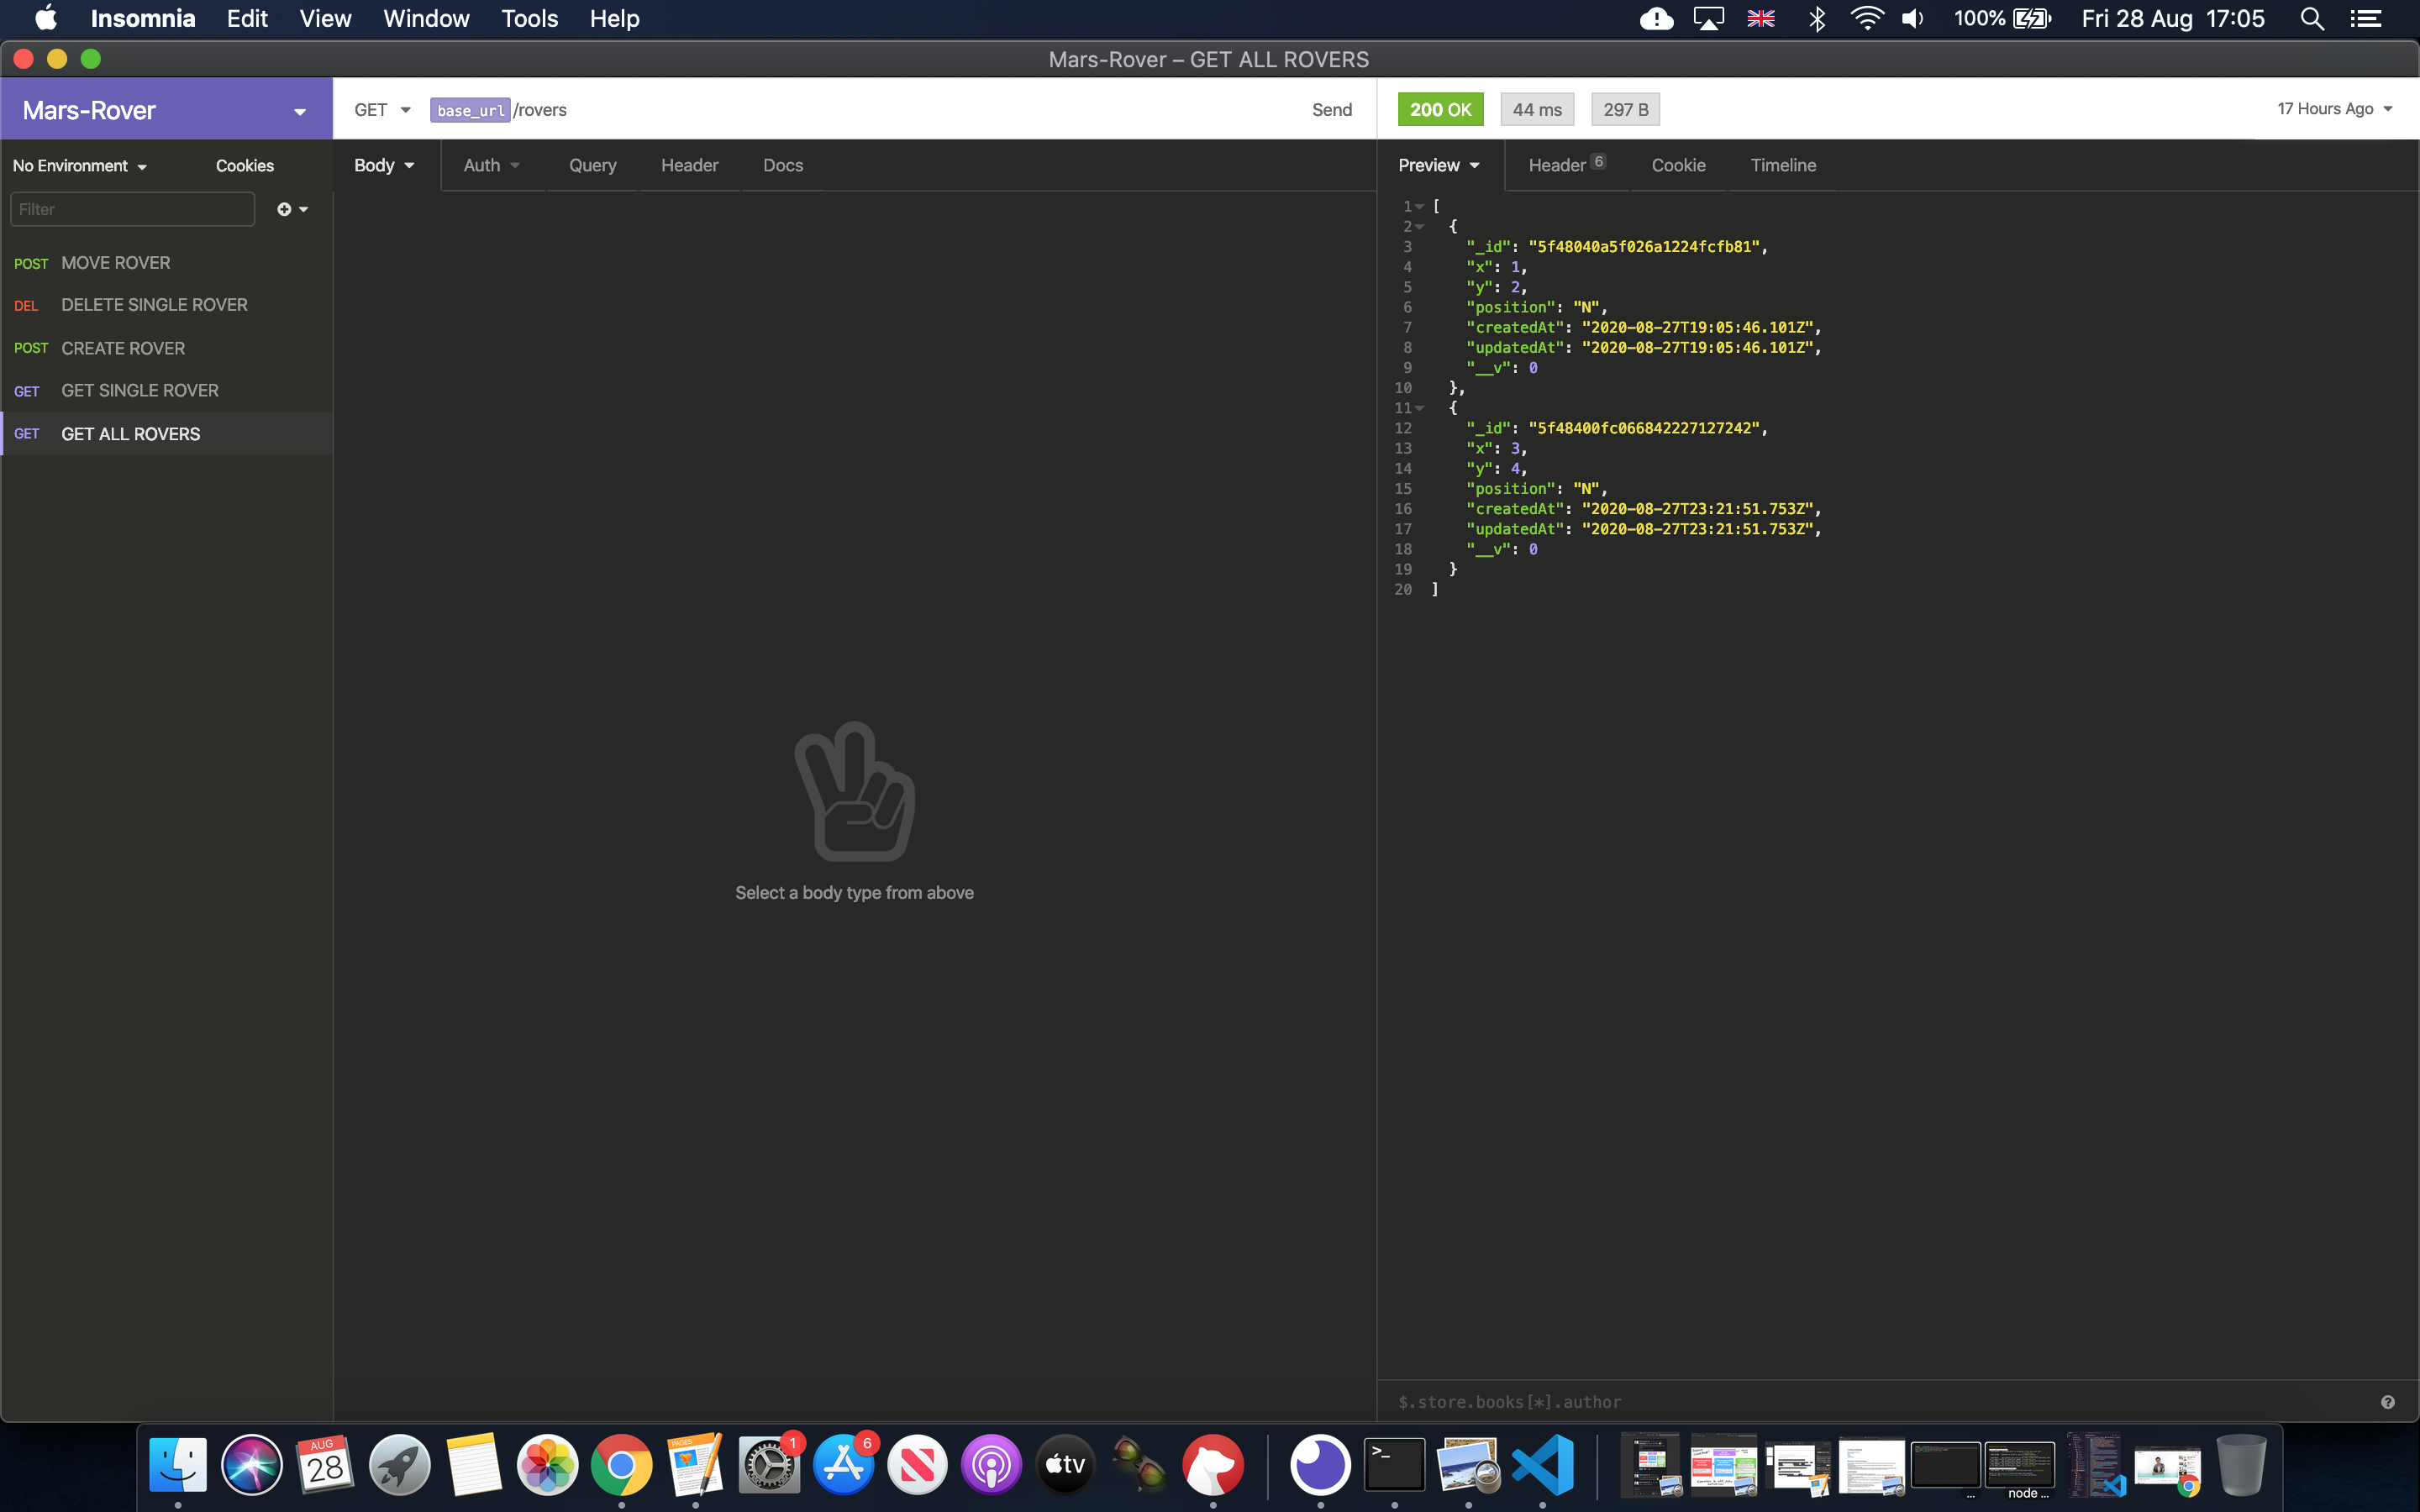 Insomnia Edit View Window Tools Help 100% Fri 28 Aug 17:05
Mars-Rover – GET ALL ROVERS
Mars-Rover
GET base_url/rovers Send
200 OK 44 ms 297 B 17 Hours Ago
No Environment Cookies
Body Auth Query Header Docs
Preview Header 6 Cookie Timeline
Filter
POST MOVE ROVER
DEL DELETE SINGLE ROVER
POST CREATE ROVER
GET GET SINGLE ROVER
GET GET ALL ROVERS
Select a body type from above
1 [
2 {
3 "_id": "5f48040a5f026a1224fcfb81",
4 "x": 1,
5 "y": 2,
6 "position": "N",
7 "createdAt": "2020-08-27T19:05:46.101Z",
8 "updatedAt": "2020-08-27T19:05:46.101Z",
9 "__v": 0
10 },
11 {
12 "_id": "5f48400fc066842227127242",
13 "x": 3,
14 "y": 4,
15 "position": "N",
16 "createdAt": "2020-08-27T23:21:51.753Z",
17 "updatedAt": "2020-08-27T23:21:51.753Z",
18 "__v": 0
19 }
20 ]
$.store.books[*].author
AUG
28
PAGES
1
6
tv
>_
...
node ...